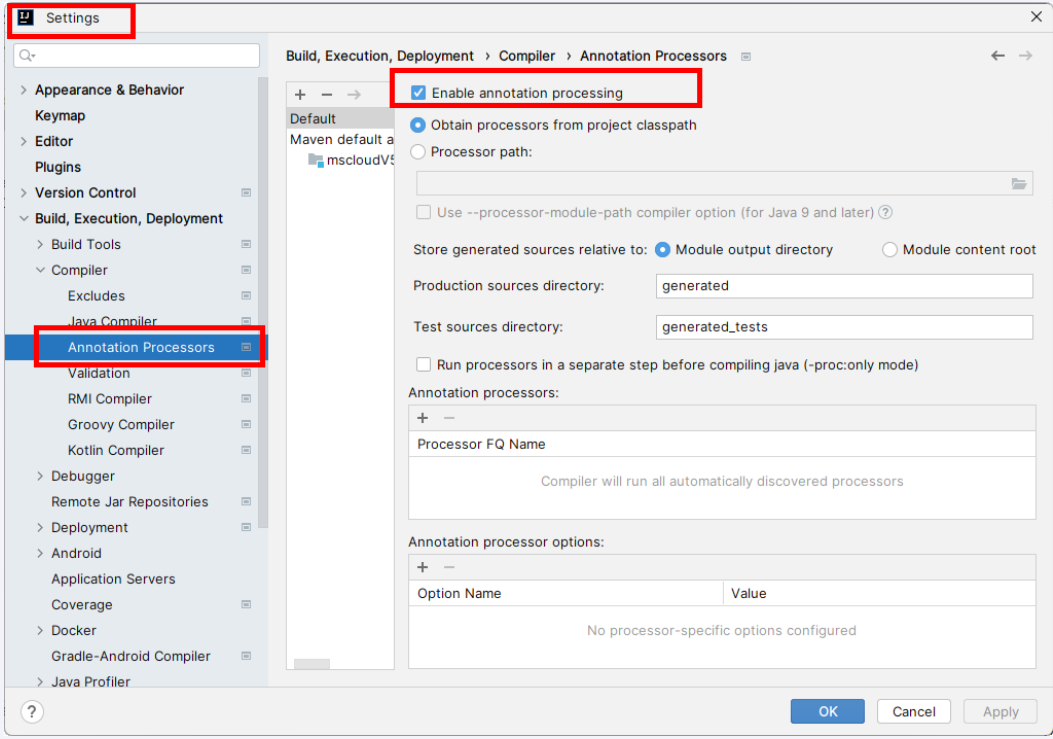 Settings
Appearance & Behavior
Keymap
Editor
Plugins
Version Control
Build, Execution, Deployment
Build Tools
Compiler
Excludes
Java Compiler
Annotation Processors
Validation
RMI Compiler
Groovy Compiler
Kotlin Compiler
Debugger
Remote Jar Repositories
Deployment
Android
Application Servers
Coverage
Docker
Gradle-Android Compiler
Java Profiler
Build, Execution, Deployment › Compiler › Annotation Processors
Default
Maven default a
mscloudV5
Enable annotation processing
Obtain processors from project classpath
Processor path:
Use --processor-module-path compiler option (for Java 9 and later) ?
Store generated sources relative to: Module output directory Module content root
Production sources directory: generated
Test sources directory: generated_tests
Run processors in a separate step before compiling java (-proc:only mode)
Annotation processors:
Processor FQ Name
Compiler will run all automatically discovered processors
Annotation processor options:
Option Name Value
No processor-specific options configured
? OK Cancel Apply